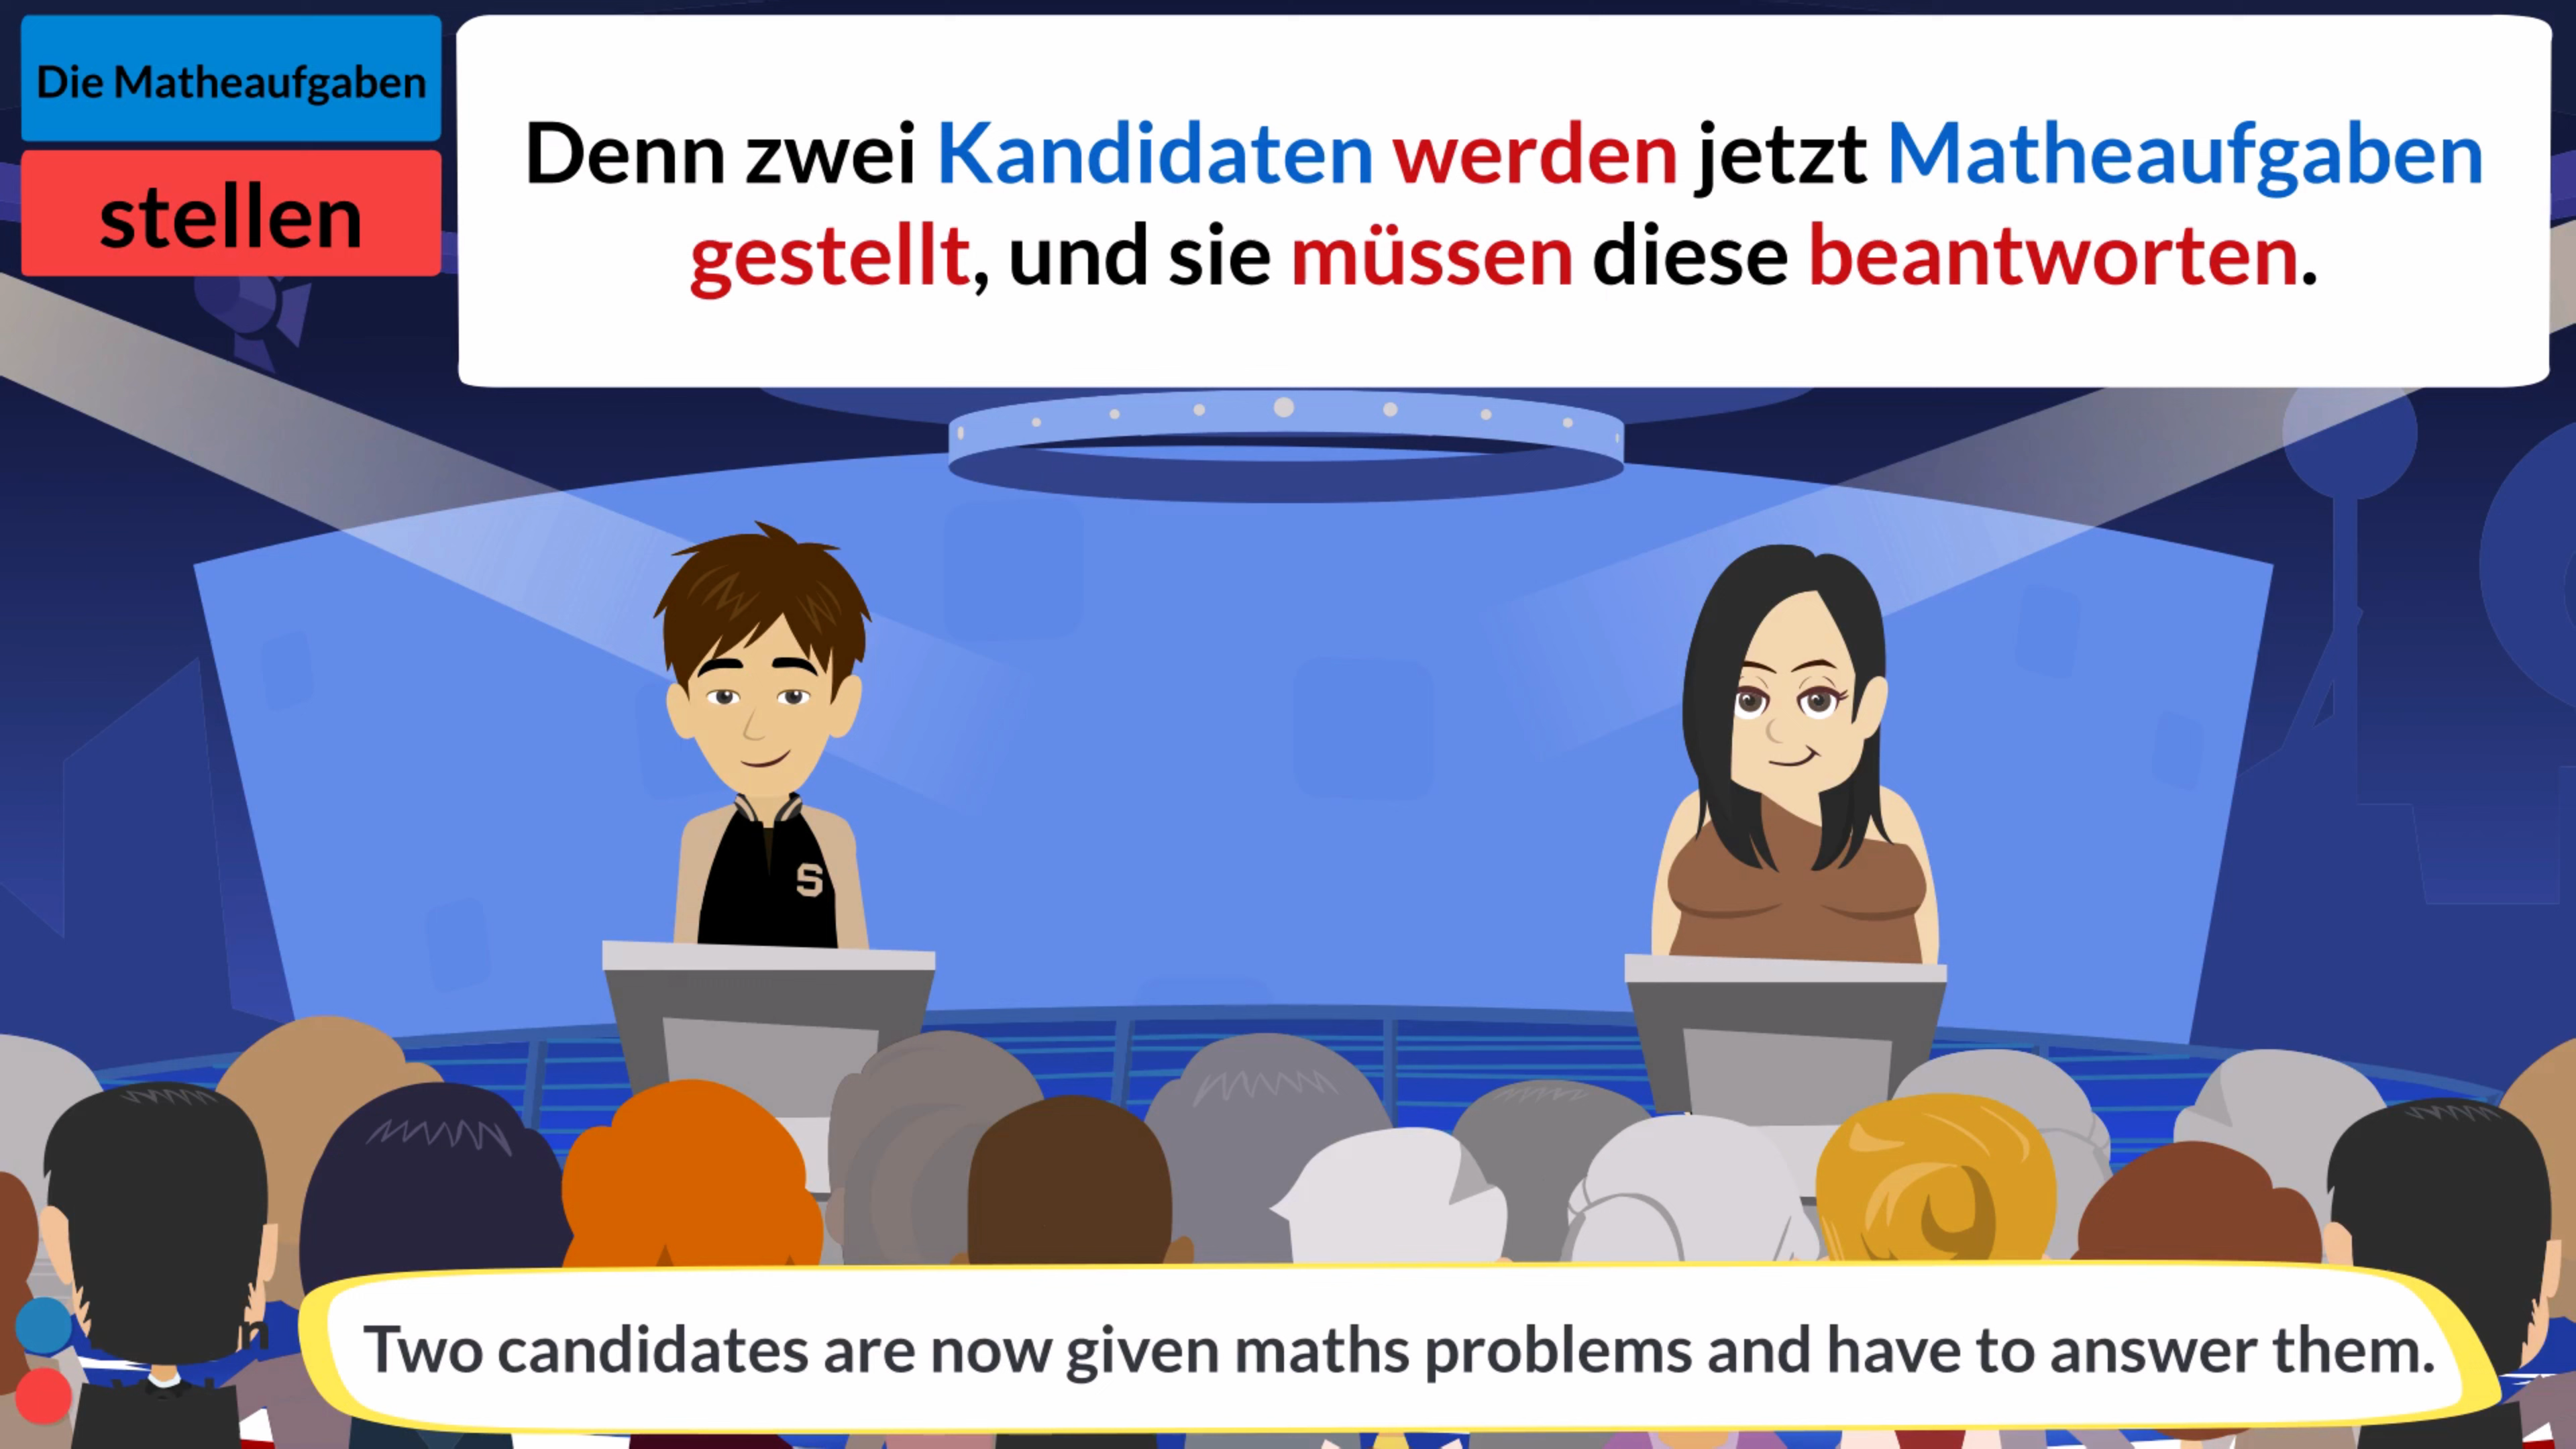 Die Matheaufgaben
stellen
Denn zwei Kandidaten werden jetzt Matheaufgaben
gestellt, und sie müssen diese beantworten.
S
Two candidates are now given maths problems and have to answer them.